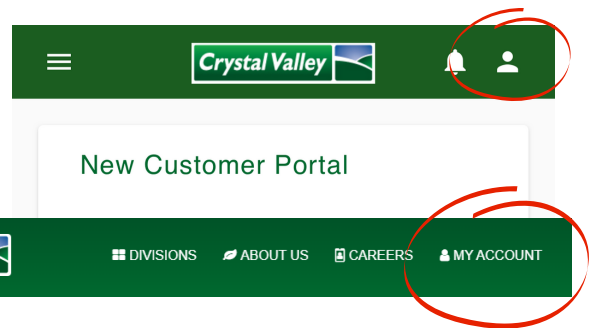 Crystal Valley
New Customer Portal
DIVISIONS ABOUT US CAREERS MY ACCOUNT